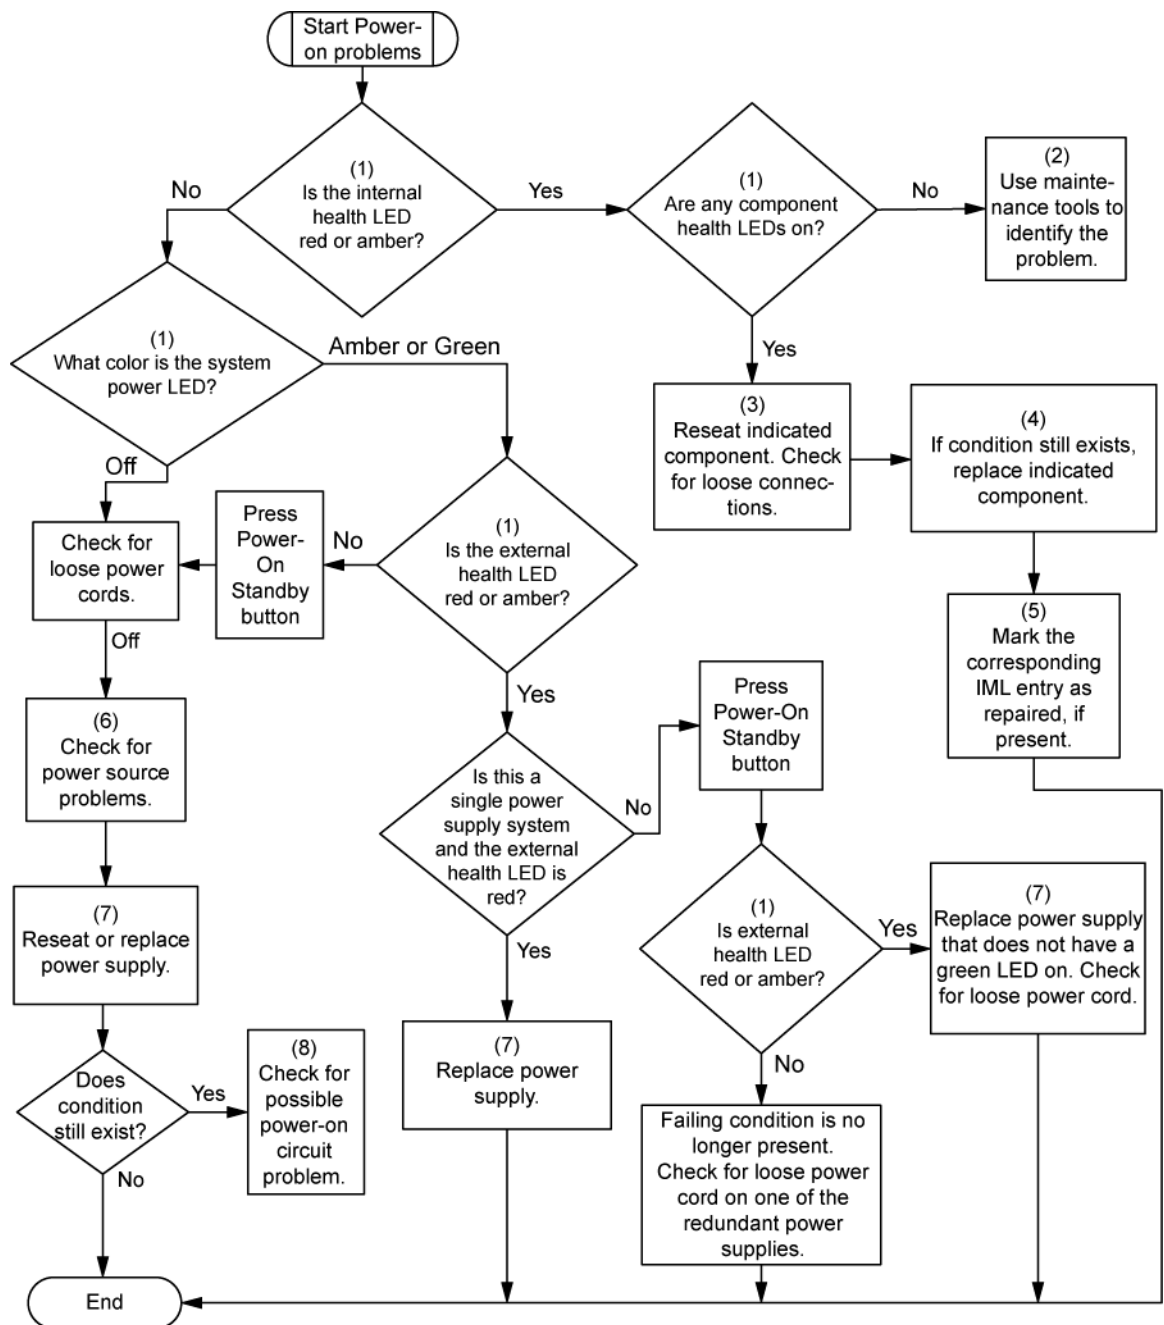 Start Power-
on problems
(1)
Is the internal
health LED
red or amber?
No
Yes
(1)
Are any component
health LEDs on?
No
(2)
Use mainte-
nance tools to
identify the
problem.
(1)
What color is the system
power LED?
Amber or Green
Off
Yes
(3)
Reseat indicated
component. Check
for loose connec-
tions.
(4)
If condition still exists,
replace indicated
component.
Check for
loose power
cords.
Press
Power-
On
Standby
button
No
(1)
Is the external
health LED
red or amber?
(5)
Mark the
corresponding
IML entry as
repaired, if
present.
Off
Yes
(6)
Check for
power source
problems.
Is this a
single power
supply system
and the external
health LED is
red?
No
Press
Power-On
Standby
button
(7)
Reseat or replace
power supply.
Yes
(1)
Is external
health LED
red or amber?
Yes
(7)
Replace power supply
that does not have a
green LED on. Check
for loose power cord.
Does
condition
still exist?
Yes
(8)
Check for
possible
power-on
circuit
problem.
(7)
Replace power
supply.
No
Failing condition is no
longer present.
Check for loose power
cord on one of the
redundant power
supplies.
No
End